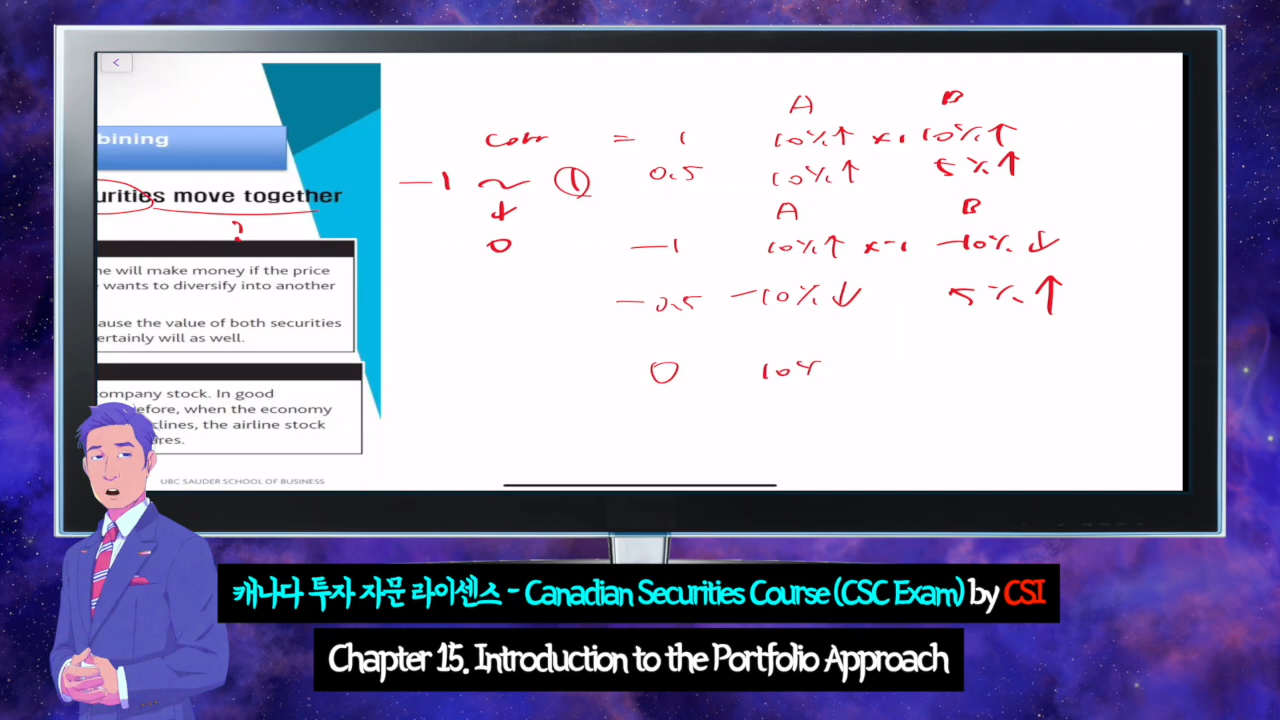 <
bining
urities move together
?
ne will make money if the price
wants to diversify into another
ause the value of both securities
ertainly will as well.
ompany stock. In good
efore, when the economy
clines, the airline stock
ares.
UBC SAUDER SCHOOL OF BUSINESS
A B
corr = 1 10%↑ ×1 10%↑
-1 ~ 1 0.5 10%↑ 5%↑
↓ A B
0 -1 10%↑ ×-1 -10%↓
-0.5 -10%↓ 5%↑
0 10%
캐나다 투자 자문 라이센스 - Canadian Securities Course (CSC Exam) by CSI
Chapter 15. Introduction to the Portfolio Approach